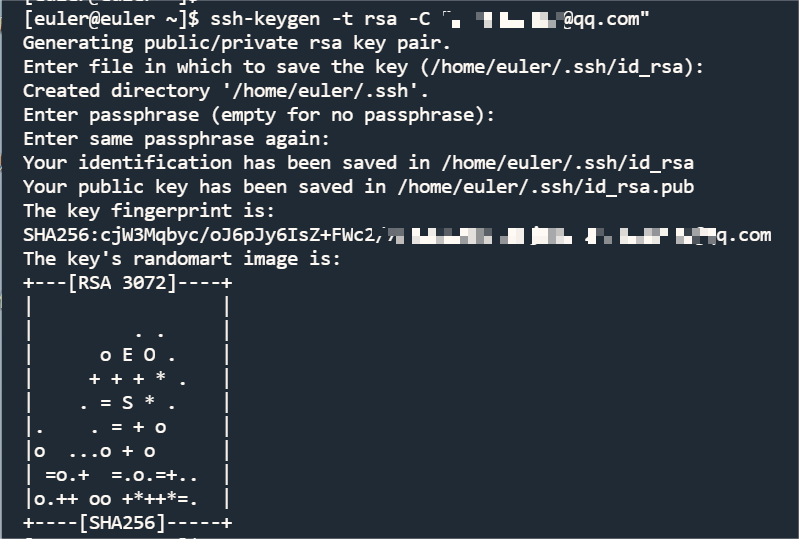 [euler@euler ~]$
[euler@euler ~]$ ssh-keygen -t rsa -C " @qq.com"
Generating public/private rsa key pair.
Enter file in which to save the key (/home/euler/.ssh/id_rsa):
Created directory '/home/euler/.ssh'.
Enter passphrase (empty for no passphrase):
Enter same passphrase again:
Your identification has been saved in /home/euler/.ssh/id_rsa
Your public key has been saved in /home/euler/.ssh/id_rsa.pub
The key fingerprint is:
SHA256:cjW3Mqbyc/oJ6pJy6IsZ+FWc2/ q.com
The key's randomart image is:
+---[RSA 3072]----+
|                 |
|          . .    |
|       o E O .   |
|      + + + * .  |
|     . = S * .   |
|.     . = + o    |
|o   ...o + o     |
| =o.+  =.o.=+..  |
|o.++ oo +*++*=.  |
+----[SHA256]-----+